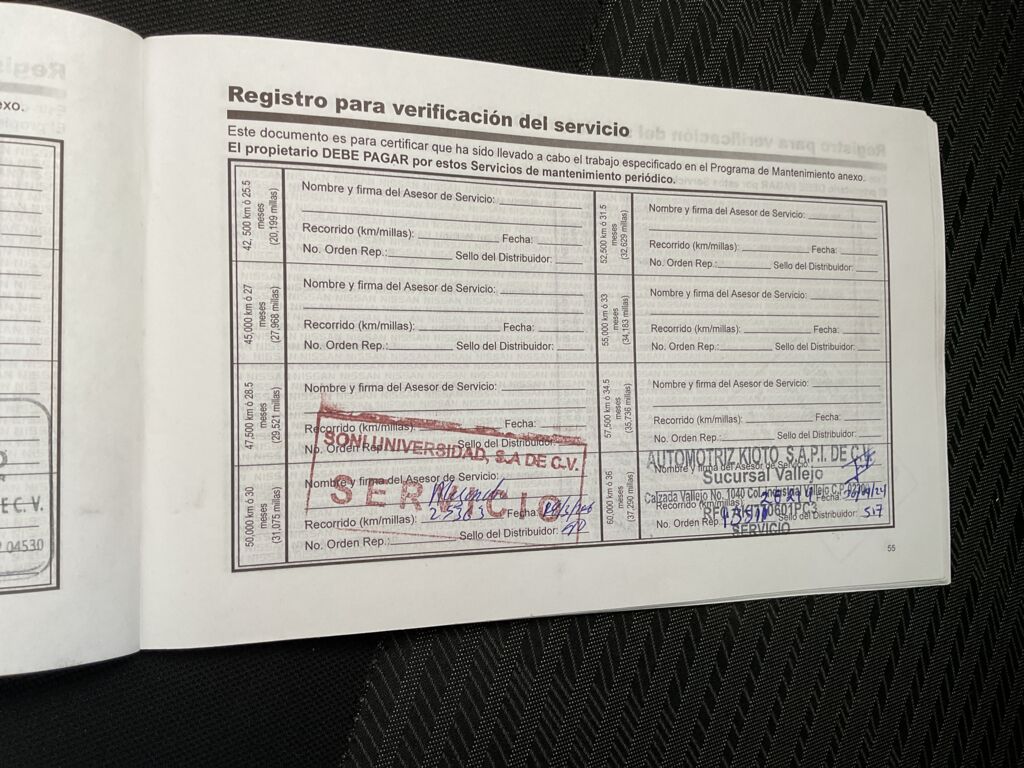 exo.
E C. V.
04530
Registro para verificación del servicio
Este documento es para certificar que ha sido llevado a cabo el trabajo especificado en el Programa de Mantenimiento anexo.
El propietario DEBE PAGAR por estos Servicios de mantenimiento periódico.
42, 500 km ó 25.5 meses (20,199 millas)
Nombre y firma del Asesor de Servicio:
Recorrido (km/millas): Fecha:
No. Orden Rep.: Sello del Distribuidor:
45,000 km ó 27 meses (27,968 millas)
Nombre y firma del Asesor de Servicio:
Recorrido (km/millas): Fecha:
No. Orden Rep.: Sello del Distribuidor:
47,500 km ó 28.5 meses (29,521 millas)
Nombre y firma del Asesor de Servicio:
Recorrido (km/millas): Fecha:
No. Orden Rep.: Sello del Distribuidor:
SONI UNIVERSIDAD, S.A DE C.V.
SERVICIO
50,000 km ó 30 meses (31,075 millas)
Nombre y firma del Asesor de Servicio:
Recorrido (km/millas): 27363 Fecha:
No. Orden Rep.: Sello del Distribuidor:
52,500 km ó 31.5 meses (32,629 millas)
Nombre y firma del Asesor de Servicio:
Recorrido (km/millas): Fecha:
No. Orden Rep.: Sello del Distribuidor:
55,000 km ó 33 meses (34,183 millas)
Nombre y firma del Asesor de Servicio:
Recorrido (km/millas): Fecha:
No. Orden Rep.: Sello del Distribuidor:
57,500 km ó 34.5 meses (35,736 millas)
Nombre y firma del Asesor de Servicio:
Recorrido (km/millas): Fecha:
No. Orden Rep.: Sello del Distribuidor:
AUTOMOTRIZ KIOTO, S.A.P.I. DE C.V.
Sucursal Vallejo
Calzada Vallejo No. 1040 Col. Industrial Vallejo C.P.
SERVICIO
60,000 km ó 36 meses (37,290 millas)
Nombre y firma del Asesor de Servicio
Recorrido (km/millas): Fecha:
No. Orden Rep. Sello del Distribuidor: 517
55